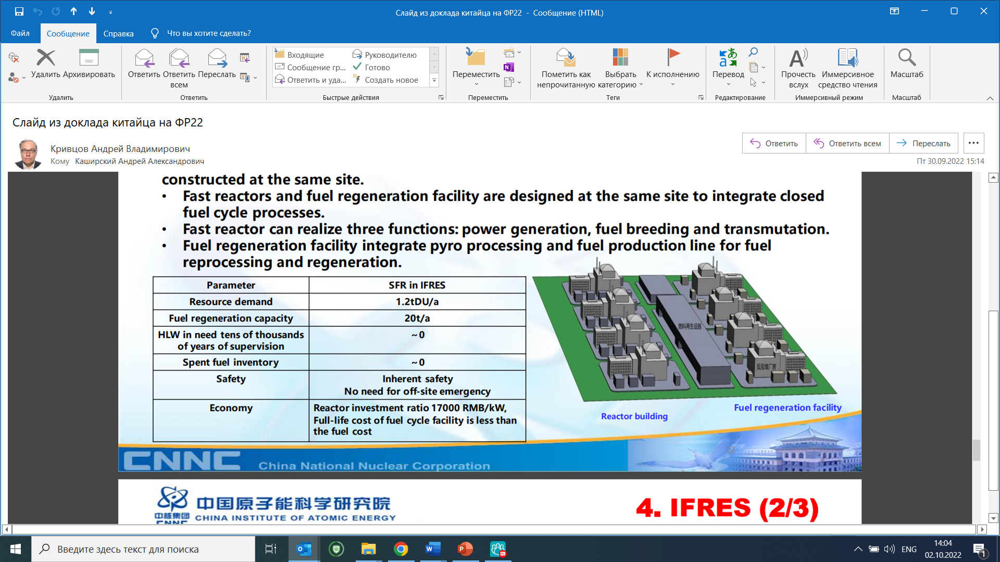 Слайд из доклада китайца на ФР22 - Сообщение (HTML)
Файл
Сообщение
Справка
Что вы хотите сделать?
Удалить
Архивировать
Удалить
Ответить
Ответить
всем
Переслать
Ответить
Входящие
Сообщение гр...
Ответить и уда...
Руководителю
Готово
Создать новое
Быстрые действия
Переместить
Переместить
Пометить как
непрочитанную
Выбрать
категорию
К исполнению
Теги
Перевод
Редактирование
Прочесть
вслух
Иммерсивное
средство чтения
Иммерсивный режим
Масштаб
Масштаб
Слайд из доклада китайца на ФР22
Кривцов Андрей Владимирович
Кому Каширский Андрей Александрович
Ответить
Ответить всем
Переслать
Пт 30.09.2022 15:14
constructed at the same site.
• Fast reactors and fuel regeneration facility are designed at the same site to integrate closed
fuel cycle processes.
• Fast reactor can realize three functions: power generation, fuel breeding and transmutation.
• Fuel regeneration facility integrate pyro processing and fuel production line for fuel
reprocessing and regeneration.
Parameter SFR in IFRES
Resource demand 1.2tDU/a
Fuel regeneration capacity 20t/a
HLW in need tens of thousands
of years of supervision ~0
Spent fuel inventory ~0
Safety Inherent safety
No need for off-site emergency
Economy Reactor investment ratio 17000 RMB/kW,
Full-life cost of fuel cycle facility is less than
the fuel cost
燃料再生设施
反应堆厂房
Reactor building
Fuel regeneration facility
CNNC China National Nuclear Corporation
中国原子能科学研究院
中核集团
CNNC
CHINA INSTITUTE OF ATOMIC ENERGY
4. IFRES (2/3)
Введите здесь текст для поиска
ENG
14:04
02.10.2022
1